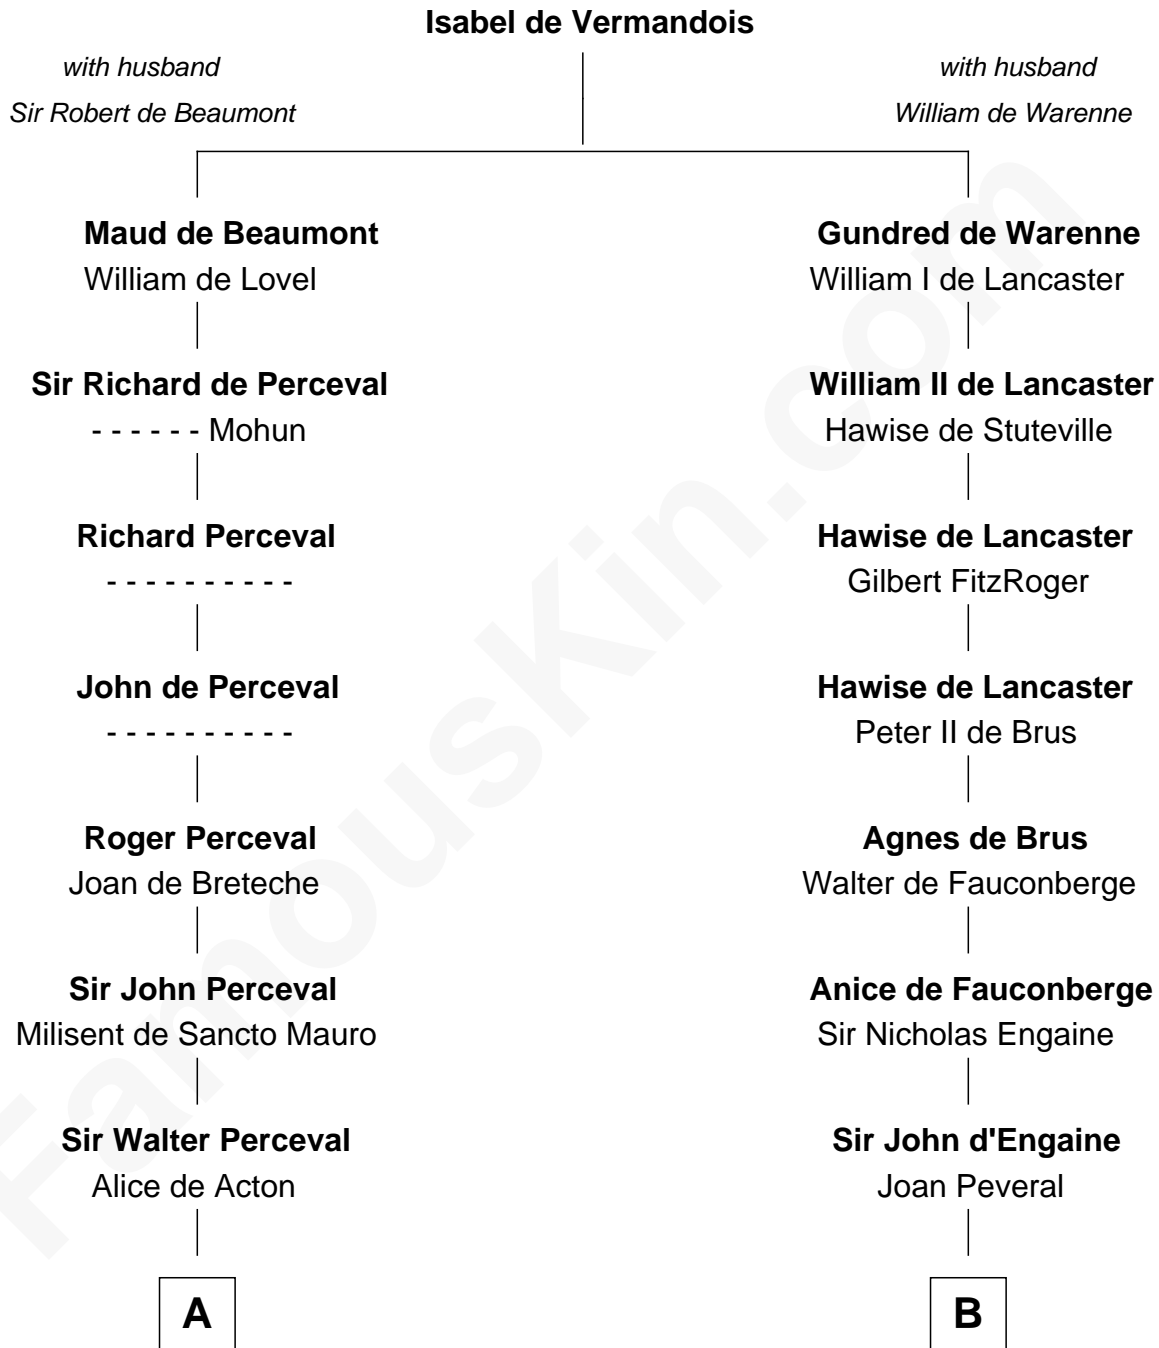 Isabel de Vermandois
with husband
Sir Robert de Beaumont
with husband
William de Warenne
Maud de Beaumont
William de Lovel
Gundred de Warenne
William I de Lancaster
Sir Richard de Perceval
- - - - - - Mohun
William II de Lancaster
Hawise de Stuteville
Richard Perceval
- - - - - - - - - -
Hawise de Lancaster
Gilbert FitzRoger
John de Perceval
- - - - - - - - - -
Hawise de Lancaster
Peter II de Brus
Roger Perceval
Joan de Breteche
Agnes de Brus
Walter de Fauconberge
Sir John Perceval
Milisent de Sancto Mauro
Anice de Fauconberge
Sir Nicholas Engaine
Sir Walter Perceval
Alice de Acton
Sir John d'Engaine
Joan Peveral
A
B
FamousKin.com